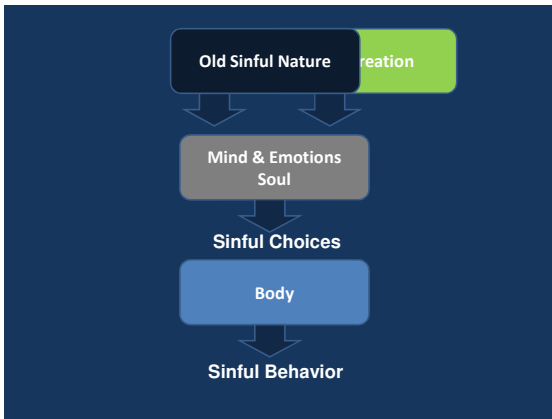 Old Sinful Nature reation
Mind & Emotions
Soul
Sinful Choices
Body
Sinful Behavior